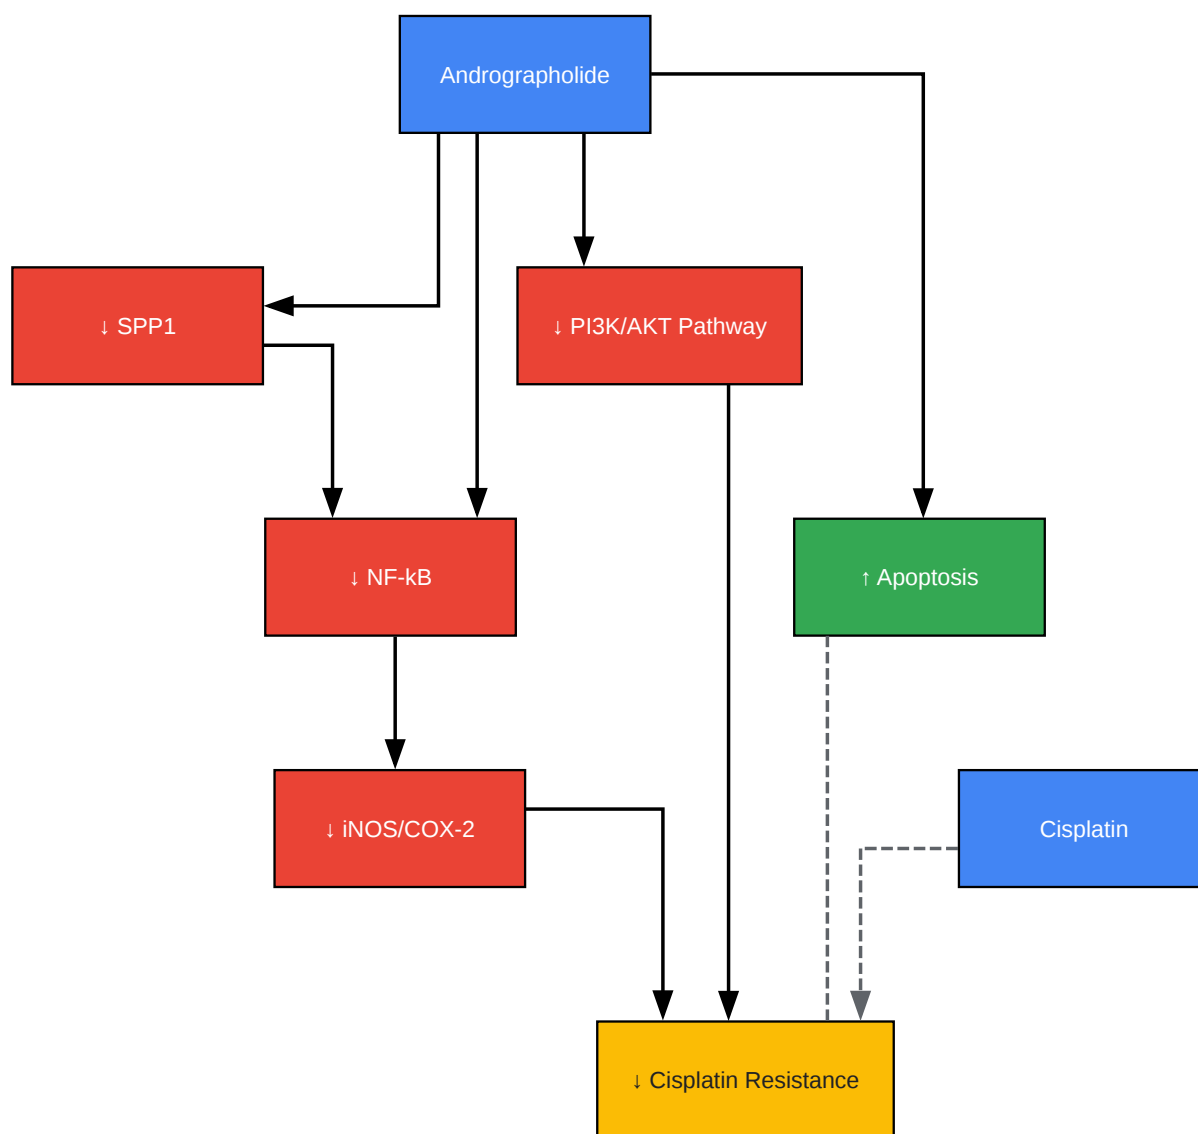 Andrographolide
↓ SPP1
↓ PI3K/AKT Pathway
↓ NF-kB
↑ Apoptosis
↓ iNOS/COX-2
Cisplatin
↓ Cisplatin Resistance